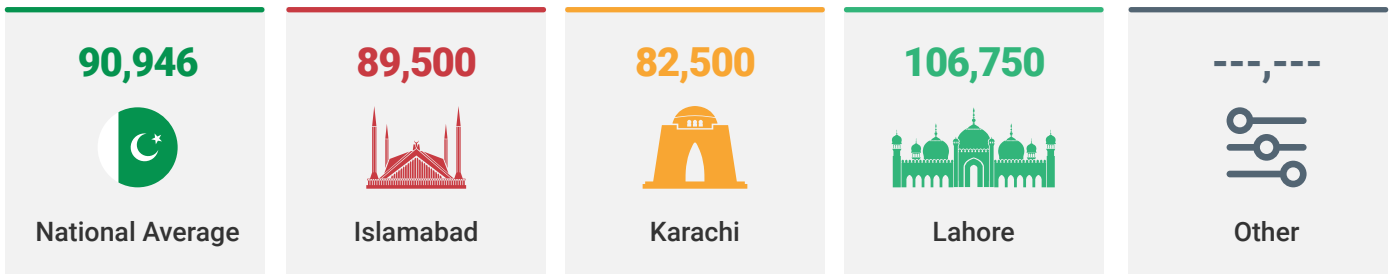 90,946
National Average
89,500
Islamabad
82,500
Karachi
106,750
Lahore
---,---
Other